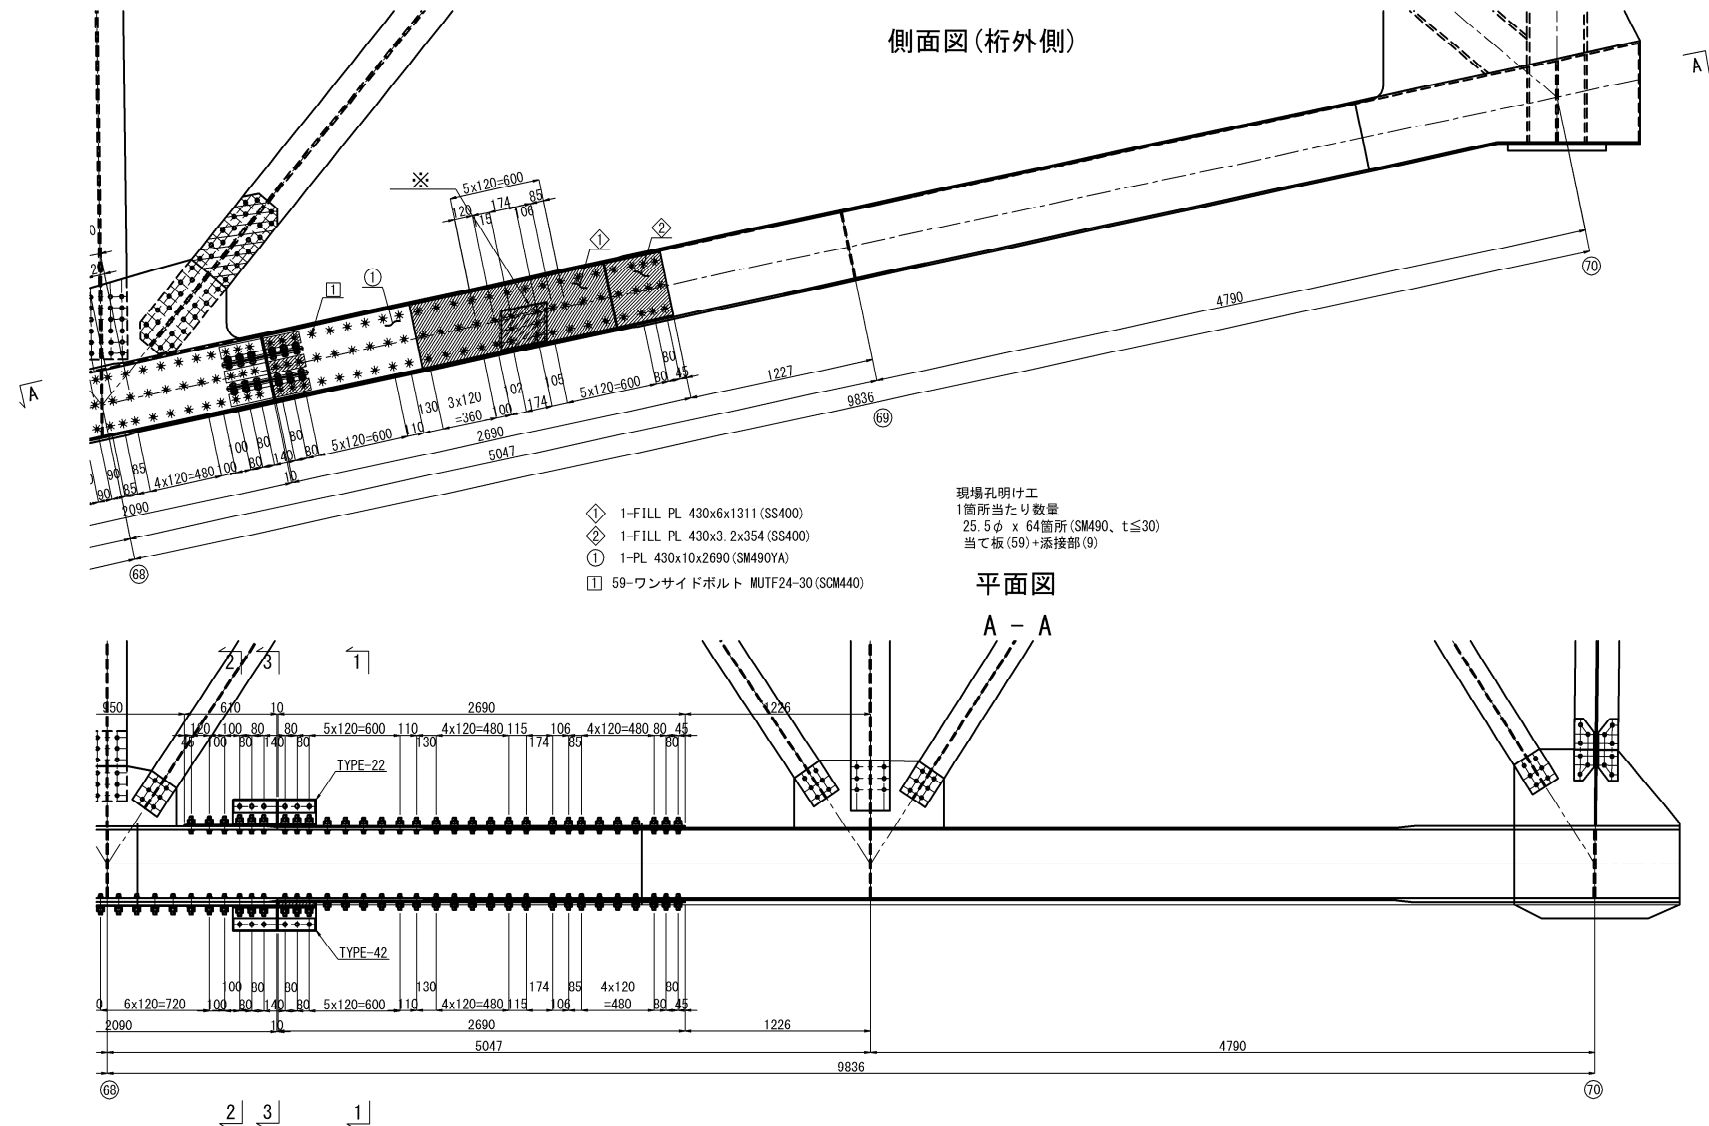 側面図(桁外側)
A
※
5x120=600
120
174
85
115
106
2
1
1
1
70
4790
80
1227
105
5x120=600
80
45
9836
69
102
3x120
=360
100
174
130
110
2690
5047
A
5x120=600
80
80
100
80
140
80
10
85
4x120=480
100
90
90
85
2090
68
1 1-FILL PL 430x6x1311(SS400)
2 1-FILL PL 430x3.2x354(SS400)
1 1-PL 430x10x2690(SM490YA)
1 59-ワンサイドボルト MUTF24-30(SCM440)
現場孔明け工
1箇所当たり数量
25.5φ x 64箇所(SM490、t≦30)
当て板(59)+添接部(9)
平面図
A - A
2 3 1
950 610 10 2690 1226
120 100 80 80 5x120=600 110 4x120=480 115 106 4x120=480 80 45
45 100 80 140 80 130 174 85 80
TYPE-22
TYPE-42
100 80 80 130 174 85 4x120 80
0 6x120=720 100 80 140 80 5x120=600 110 4x120=480 115 106 =480 80 45
2090 10 2690 1226
5047 4790
9836
68 70
2 3 1